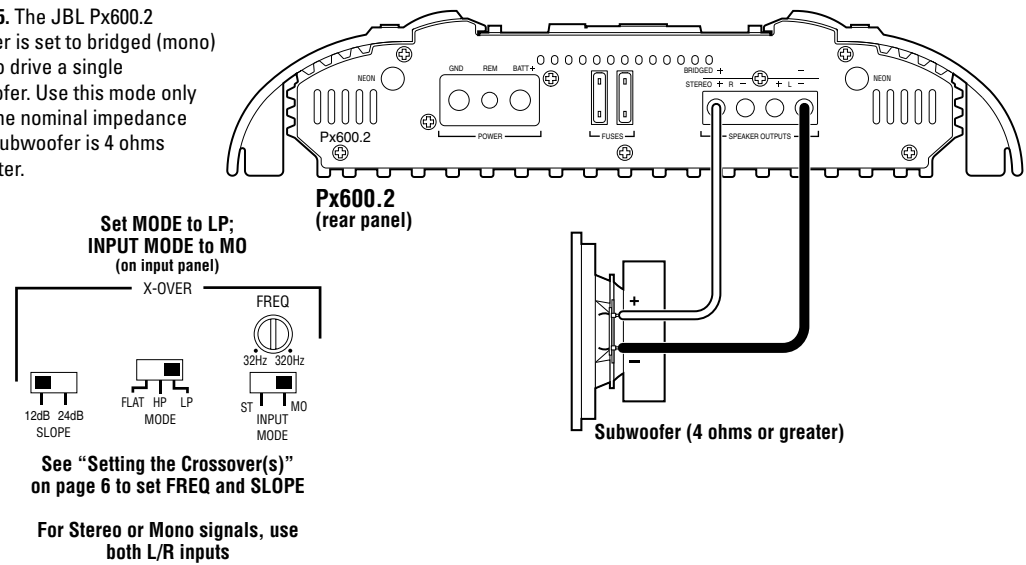 5. The JBL Px600.2
er is set to bridged (mono)
o drive a single
ofer. Use this mode only
he nominal impedance
subwoofer is 4 ohms
ter.
NEON
GND REM BATT+
POWER
FUSES
BRIDGED + −
STEREO + R − + L −
SPEAKER OUTPUTS
NEON
Px600.2
Px600.2
(rear panel)
Set MODE to LP;
INPUT MODE to MO
(on input panel)
X-OVER
FREQ
32Hz 320Hz
12dB 24dB
SLOPE
FLAT HP LP
MODE
ST MO
INPUT
MODE
+
−
Subwoofer (4 ohms or greater)
See “Setting the Crossover(s)”
on page 6 to set FREQ and SLOPE
For Stereo or Mono signals, use
both L/R inputs